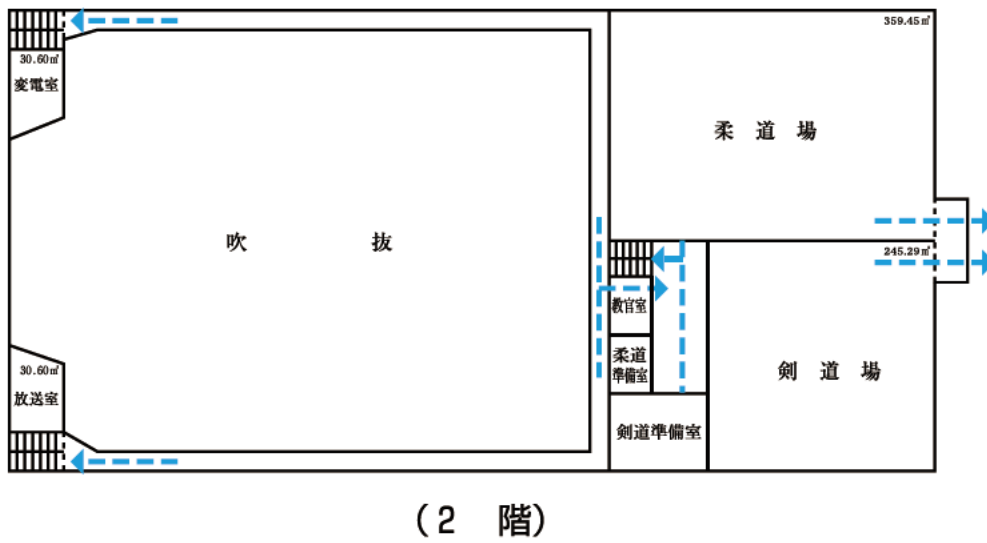 359.45㎡
30.60㎡
変電室
柔 道 場
吹 抜
245.29㎡
教官室
柔道
準備室
30.60㎡
放送室
剣 道 場
剣道準備室
(2 階)